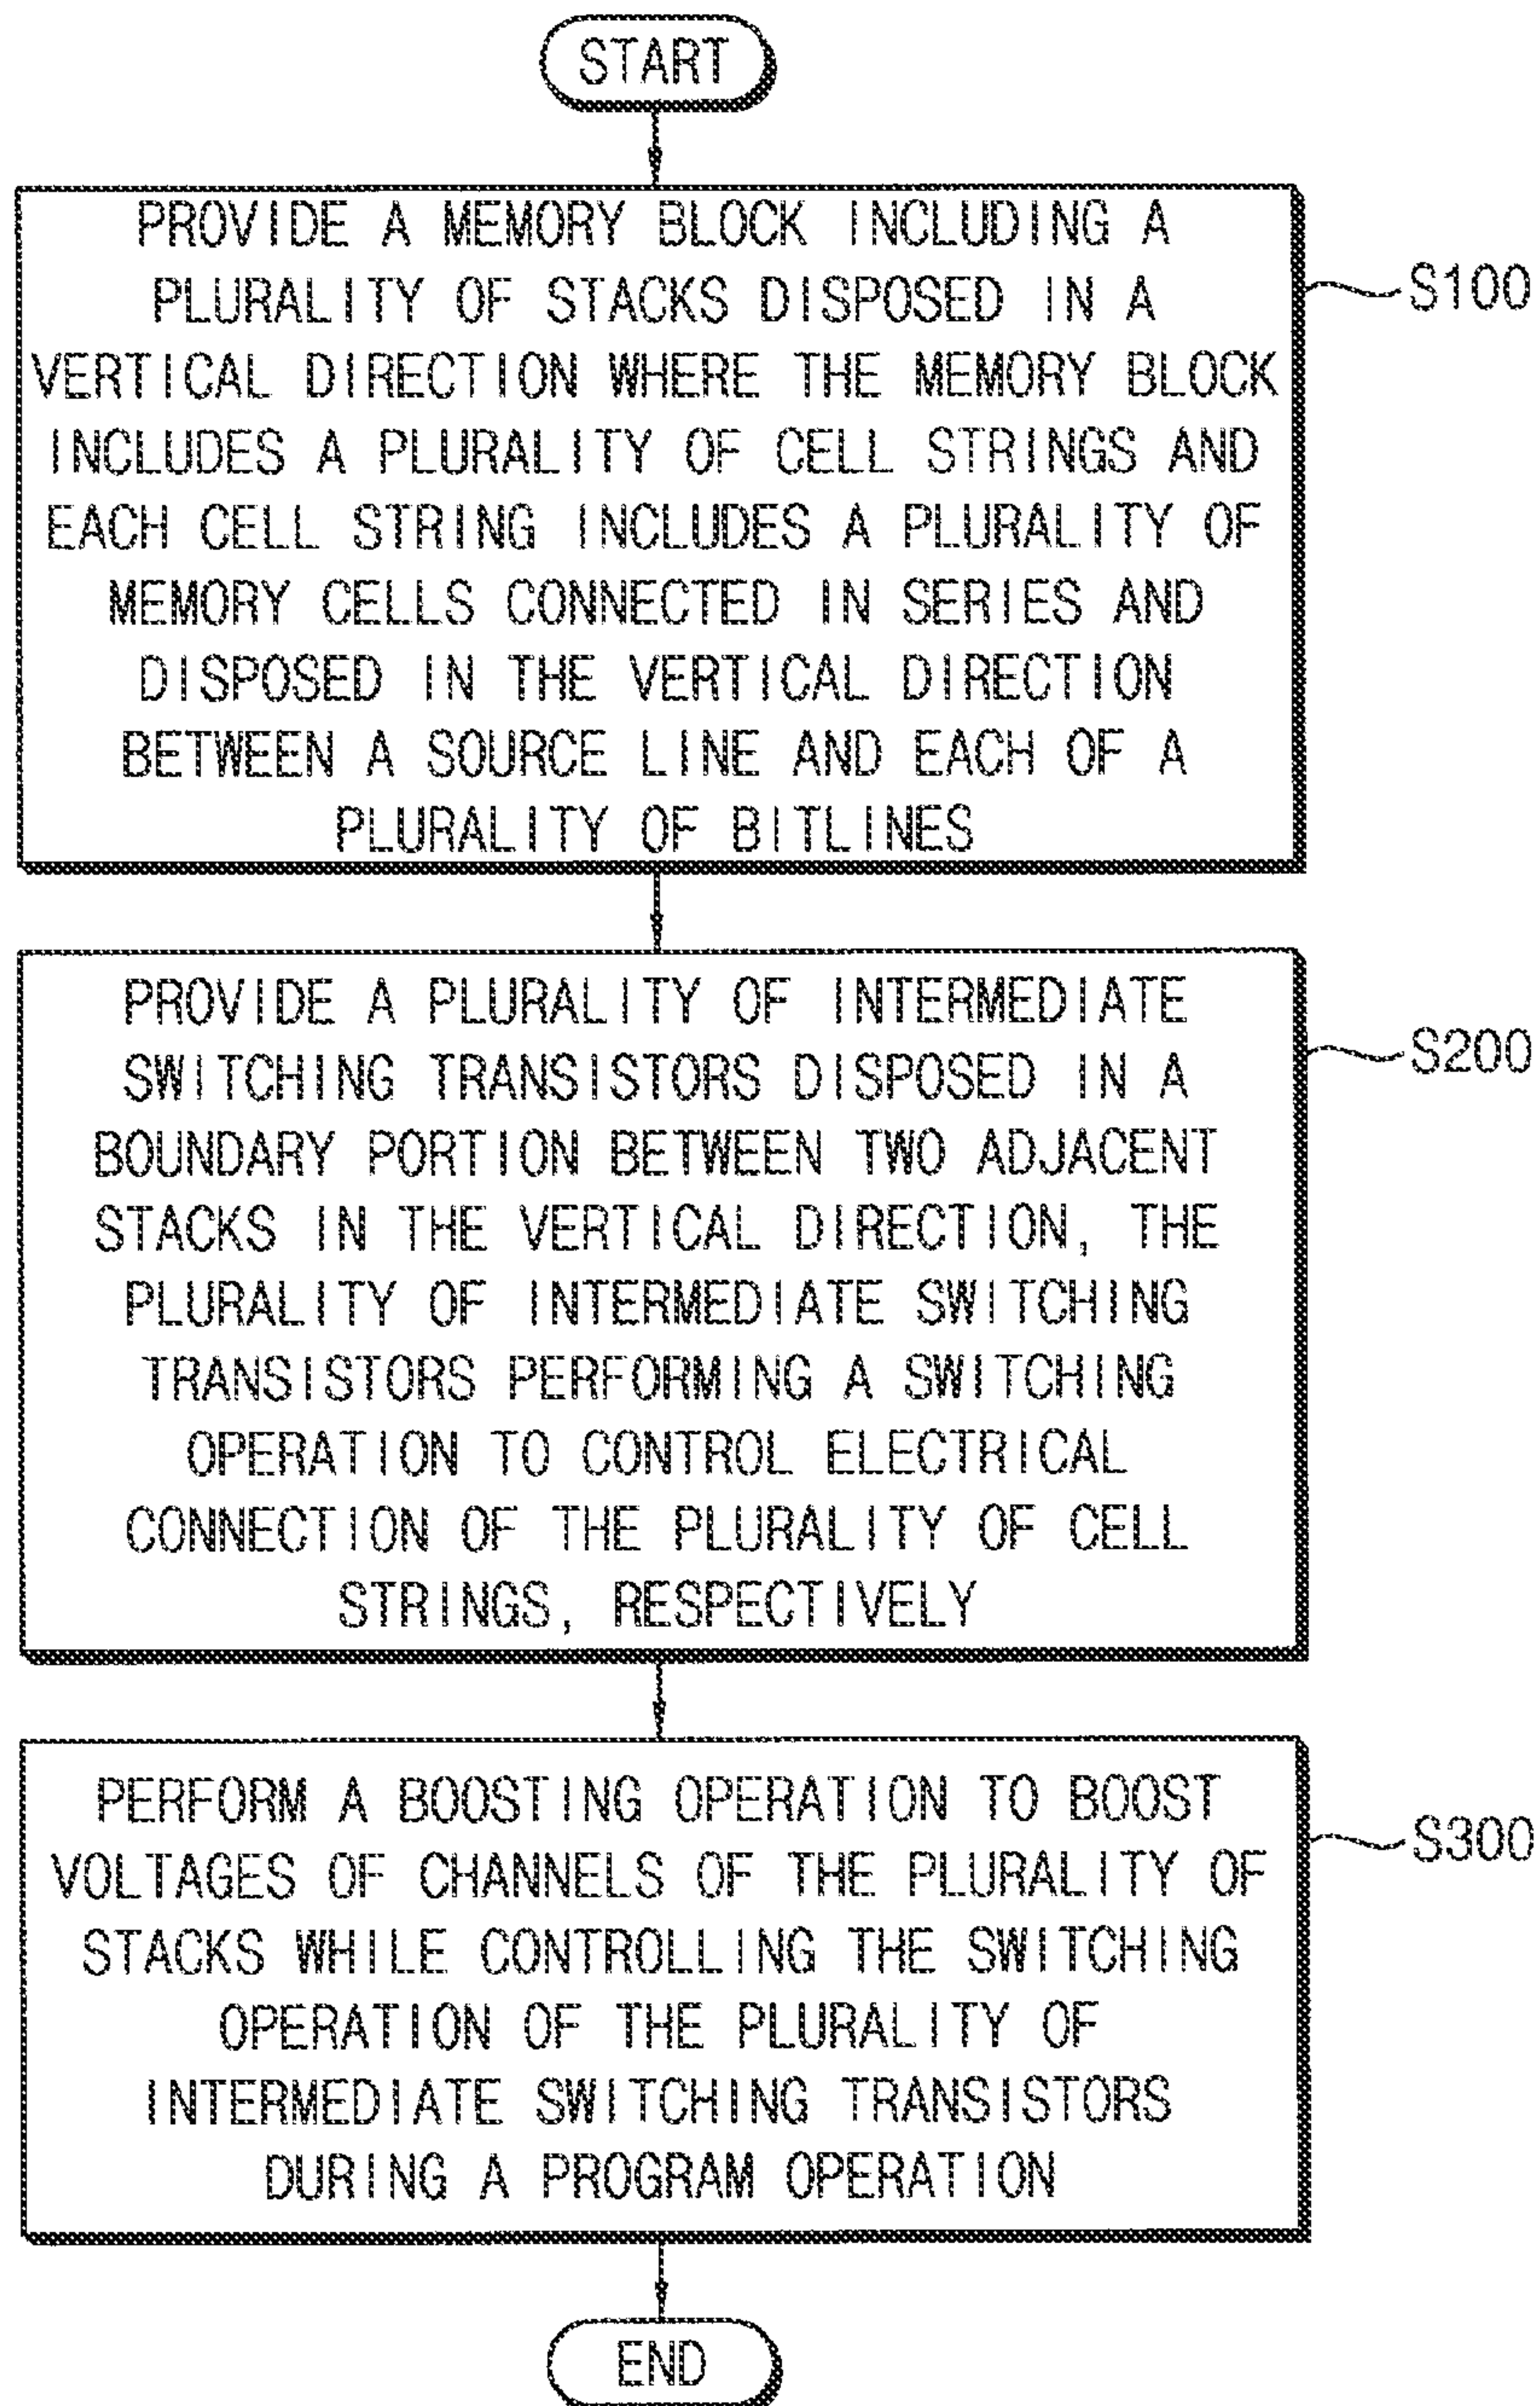 START
PROVIDE A MEMORY BLOCK INCLUDING A
PLURALITY OF STACKS DISPOSED IN A
VERTICAL DIRECTION WHERE THE MEMORY BLOCK
INCLUDES A PLURALITY OF CELL STRINGS AND
EACH CELL STRING INCLUDES A PLURALITY OF
MEMORY CELLS CONNECTED IN SERIES AND
DISPOSED IN THE VERTICAL DIRECTION
BETWEEN A SOURCE LINE AND EACH OF A
PLURALITY OF BITLINES
S100
PROVIDE A PLURALITY OF INTERMEDIATE
SWITCHING TRANSISTORS DISPOSED IN A
BOUNDARY PORTION BETWEEN TWO ADJACENT
STACKS IN THE VERTICAL DIRECTION, THE
PLURALITY OF INTERMEDIATE SWITCHING
TRANSISTORS PERFORMING A SWITCHING
OPERATION TO CONTROL ELECTRICAL
CONNECTION OF THE PLURALITY OF CELL
STRINGS, RESPECTIVELY
S200
PERFORM A BOOSTING OPERATION TO BOOST
VOLTAGES OF CHANNELS OF THE PLURALITY OF
STACKS WHILE CONTROLLING THE SWITCHING
OPERATION OF THE PLURALITY OF
INTERMEDIATE SWITCHING TRANSISTORS
DURING A PROGRAM OPERATION
S300
END